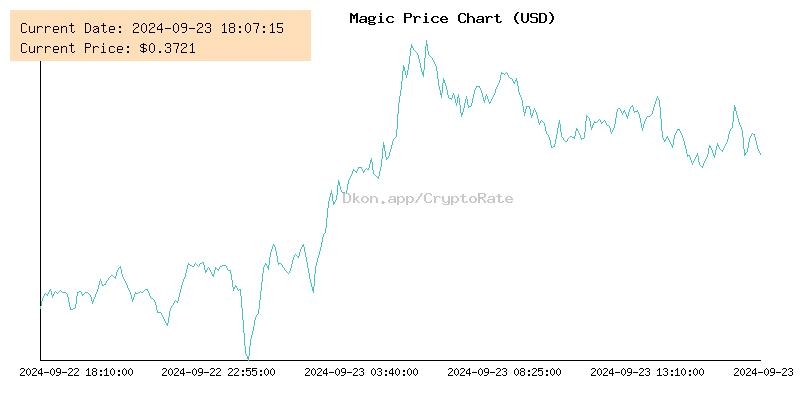 Magic Price Chart (USD)
Current Date: 2024-09-23 18:07:15
Current Price: $0.3721
Dkon.app/CryptoRate
2024-09-22 18:10:00 2024-09-22 22:55:00 2024-09-23 03:40:00 2024-09-23 08:25:00 2024-09-23 13:10:00 2024-09-23